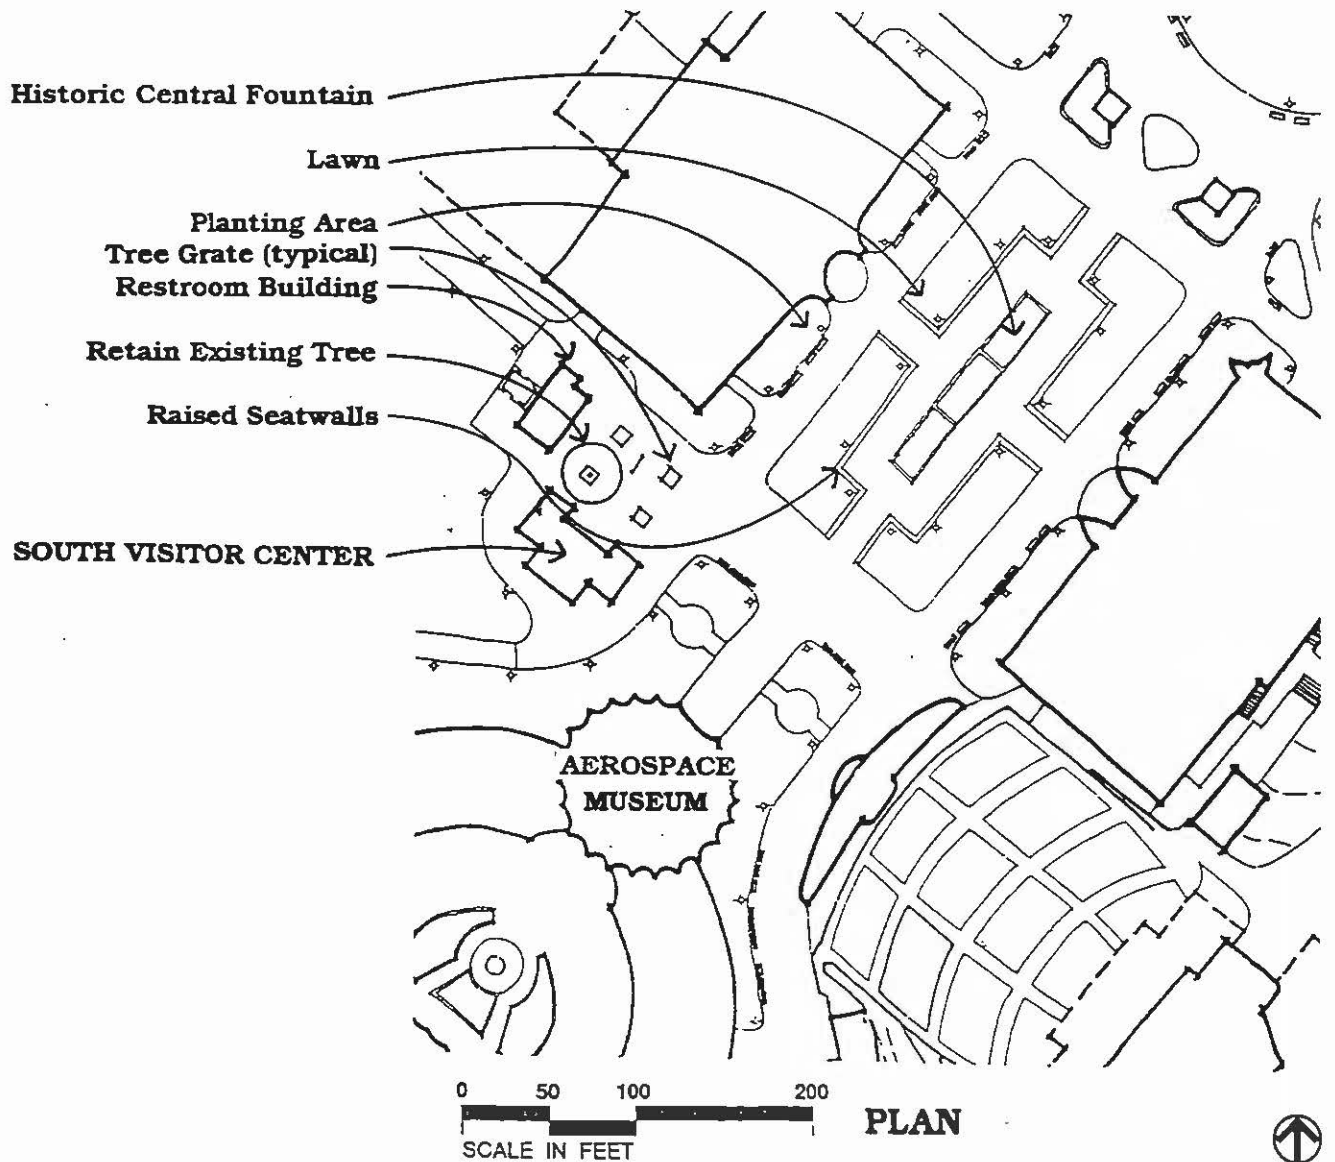 Historic Central Fountain
Lawn
Planting Area
Tree Grate (typical)
Restroom Building
Retain Existing Tree
Raised Seatwalls
SOUTH VISITOR CENTER
AEROSPACE
MUSEUM
0 50 100 200
SCALE IN FEET
PLAN